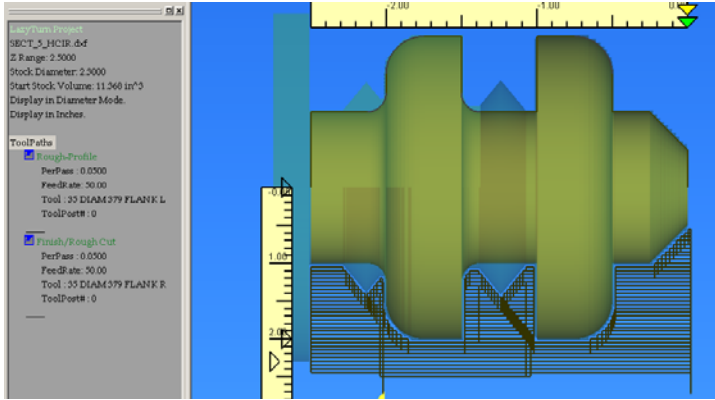 LazyTurn Project
SECT_5_HCIR.dxf
Z Range: 2.5000
Stock Diameter: 2.5000
Start Stock Volume: 11.560 in^3
Display in Diameter Mode.
Display in Inches.
ToolPaths
Rough-Profile
PerPass : 0.0500
FeedRate: 50.00
Tool : 35 DIAM 379 FLANK L
ToolPost# : 0
Finish/Rough Cut
PerPass : 0.0500
FeedRate: 50.00
Tool : 35 DIAM 379 FLANK R
ToolPost# : 0
-2.00
-1.00
1.00